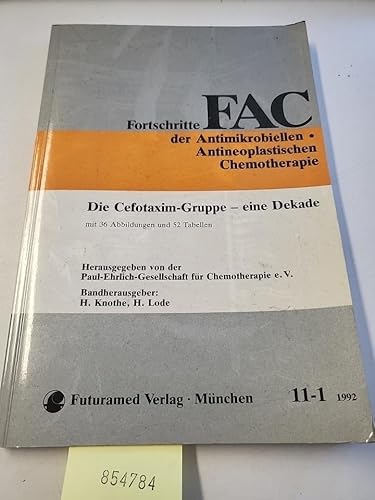 Fortschritte FAC
der Antimikrobiellen •
Antineoplastischen
Chemotherapie
Die Cefotaxim-Gruppe – eine Dekade
mit 36 Abbildungen und 52 Tabellen
Herausgegeben von der
Paul-Ehrlich-Gesellschaft für Chemotherapie e. V.
Bandherausgeber:
H. Knothe, H. Lode
Futuramed Verlag · München 11-1 1992
854784